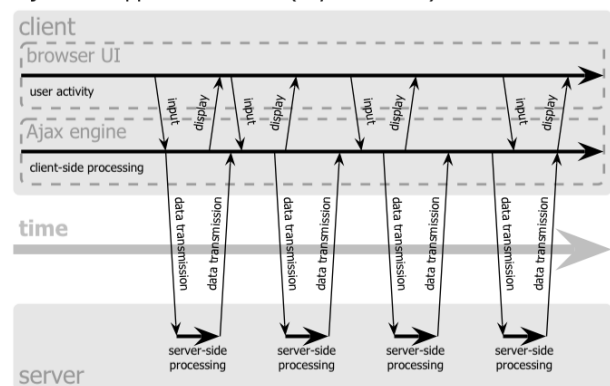 client
browser UI
user activity
input
display
input
display
input
display
input
display
Ajax engine
client-side processing
data transmission
data transmission
data transmission
data transmission
data transmission
data transmission
data transmission
data transmission
time
server-side
processing
server-side
processing
server-side
processing
server-side
processing
server